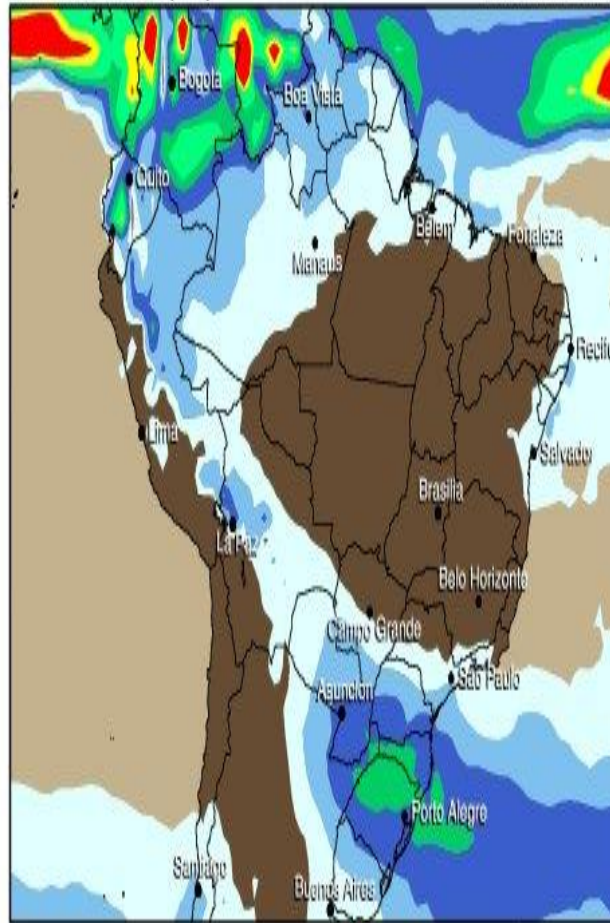 Bogota
Boa Vista
Quito
Belem
Fortaleza
Manaus
Recife
Lima
Salvador
Brasilia
La Paz
Belo Horizonte
Campo Grande
Sao Paulo
Asuncion
Porto Alegre
Santiago
Buenos Aires